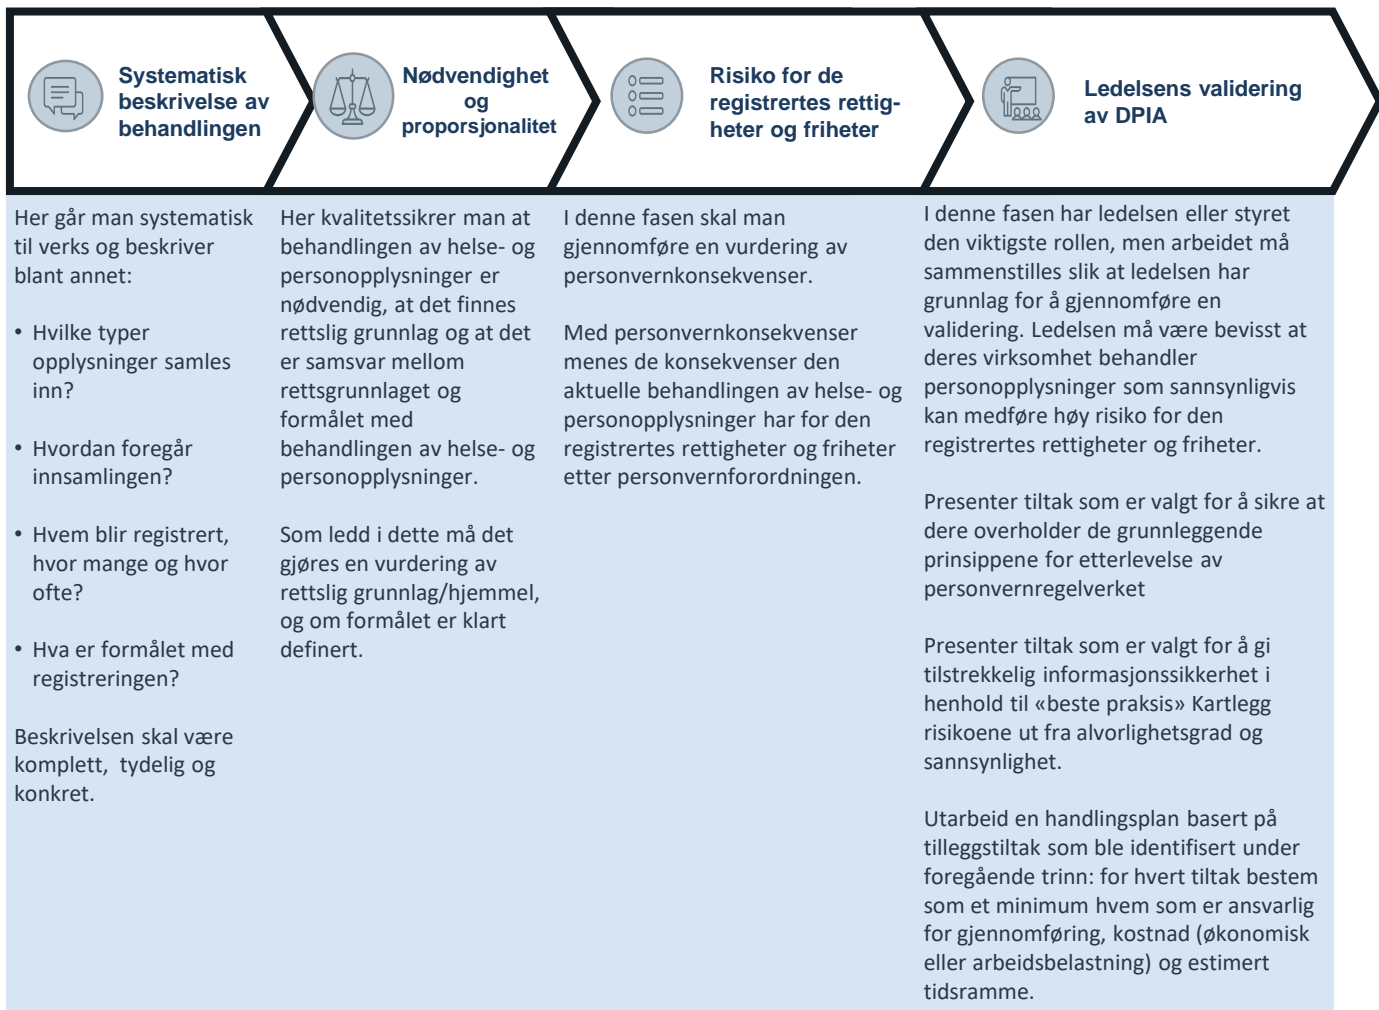 Systematisk
beskrivelse av
behandlingen
Nødvendighet
og
proporsjonalitet
Risiko for de
registrertes rettig-
heter og friheter
Ledelsens validering
av DPIA
Her går man systematisk
til verks og beskriver
blant annet:
• Hvilke typer
opplysninger samles
inn?
• Hvordan foregår
innsamlingen?
• Hvem blir registrert,
hvor mange og hvor
ofte?
• Hva er formålet med
registreringen?
Beskrivelsen skal være
komplett, tydelig og
konkret.
Her kvalitetssikrer man at
behandlingen av helse- og
personopplysninger er
nødvendig, at det finnes
rettslig grunnlag og at det
er samsvar mellom
rettsgrunnlaget og
formålet med
behandlingen av helse- og
personopplysninger.
Som ledd i dette må det
gjøres en vurdering av
rettslig grunnlag/hjemmel,
og om formålet er klart
definert.
I denne fasen skal man
gjennomføre en vurdering av
personvernkonsekvenser.
Med personvernkonsekvenser
menes de konsekvenser den
aktuelle behandlingen av helse- og
personopplysninger har for den
registrertes rettigheter og friheter
etter personvernforordningen.
I denne fasen har ledelsen eller styret
den viktigste rollen, men arbeidet må
sammenstilles slik at ledelsen har
grunnlag for å gjennomføre en
validering. Ledelsen må være bevisst at
deres virksomhet behandler
personopplysninger som sannsynligvis
kan medføre høy risiko for den
registrertes rettigheter og friheter.
Presenter tiltak som er valgt for å sikre at
dere overholder de grunnleggende
prinsippene for etterlevelse av
personvernregelverket
Presenter tiltak som er valgt for å gi
tilstrekkelig informasjonssikkerhet i
henhold til «beste praksis» Kartlegg
risikoene ut fra alvorlighetsgrad og
sannsynlighet.
Utarbeid en handlingsplan basert på
tilleggstiltak som ble identifisert under
foregående trinn: for hvert tiltak bestem
som et minimum hvem som er ansvarlig
for gjennomføring, kostnad (økonomisk
eller arbeidsbelastning) og estimert
tidsramme.